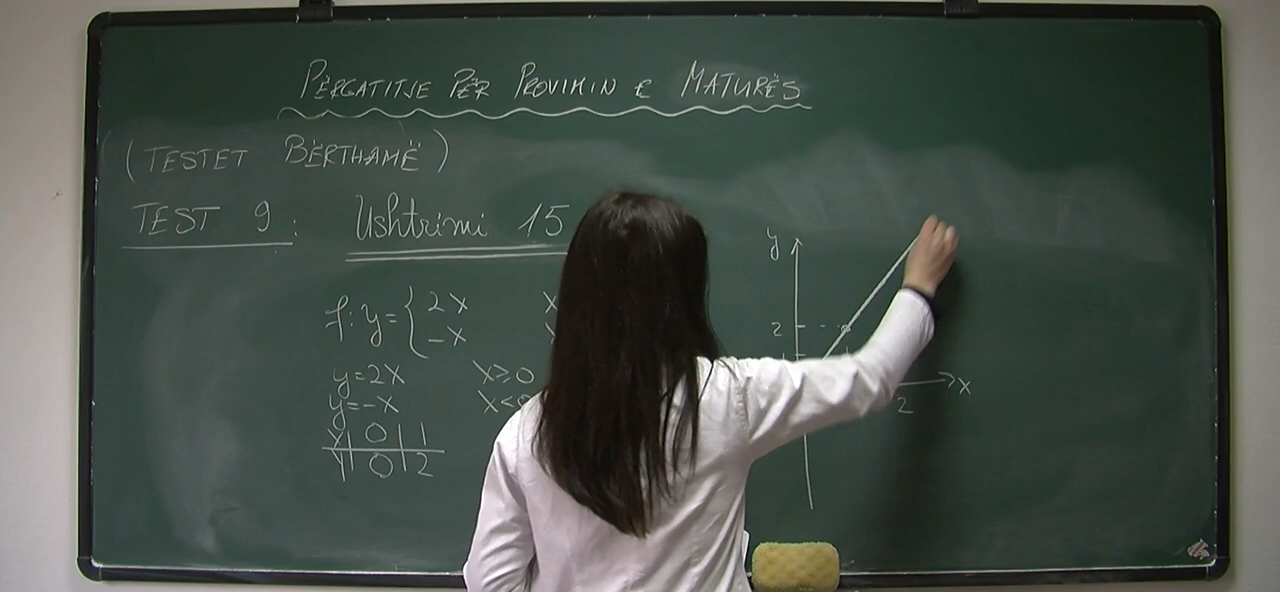 PËRGATITJE PËR PROVIMIN E MATURËS
(TESTET BËRTHAMË)
TEST 9: Ushtrimi 15
f: y = { 2x x
-x
y=2x x≥0
y=-x x<0
x | 0 | 1
y | 0 | 2
y
2
1
x
2